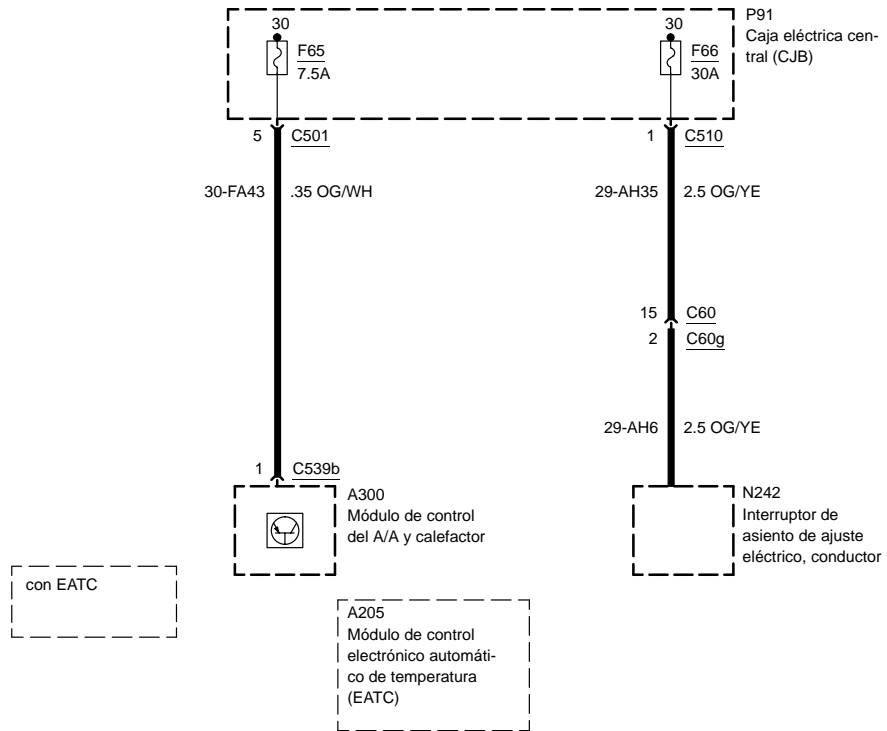 P91
Caja eléctrica cen-
tral (CJB)
30
F65
7.5A
30
F66
30A
5 C501
1 C510
30-FA43 .35 OG/WH
29-AH35 2.5 OG/YE
15 C60
2 C60g
29-AH6 2.5 OG/YE
1 C539b
A300
Módulo de control
del A/A y calefactor
N242
Interruptor de
asiento de ajuste
eléctrico, conductor
con EATC
A205
Módulo de control
electrónico automáti-
co de temperatura
(EATC)